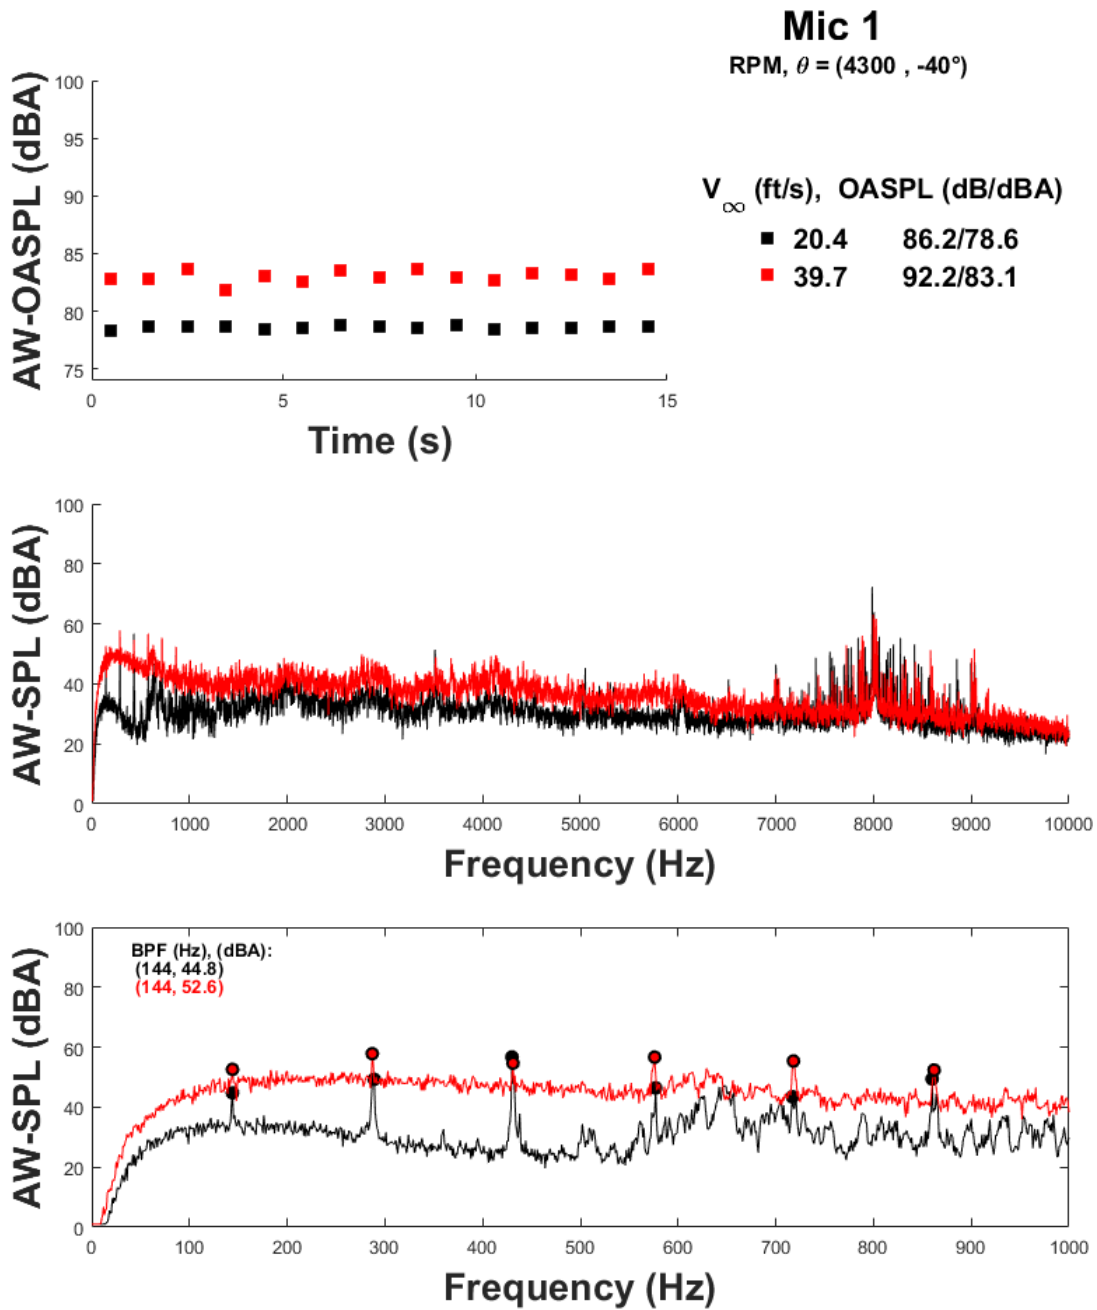 Mic 1
RPM, θ = (4300 , -40°)
AW-OASPL (dBA)
100
95
90
85
80
75
0 5 10 15
Time (s)
V∞ (ft/s), OASPL (dB/dBA)
20.4 86.2/78.6
39.7 92.2/83.1
AW-SPL (dBA)
100
80
60
40
20
0
0 1000 2000 3000 4000 5000 6000 7000 8000 9000 10000
Frequency (Hz)
AW-SPL (dBA)
100
80
60
40
20
0
BPF (Hz), (dBA):
(144, 44.8)
(144, 52.6)
0 100 200 300 400 500 600 700 800 900 1000
Frequency (Hz)